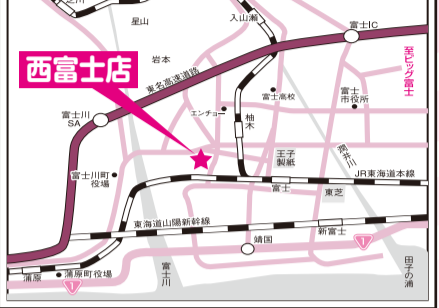 芝川
星山
入山瀬
富士IC
岩本
西富士店
東名高速道路
至ビッグ富士
富士川
SA
エンチョー
富士高校
富士
市役所
柚木
潤井川
王子
製紙
富士川町
役場
JR東海道本線
富士
東芝
東海道山陽新幹線
新富士
靖国
1
蒲原
蒲原町役場
1
富士川
田子の浦